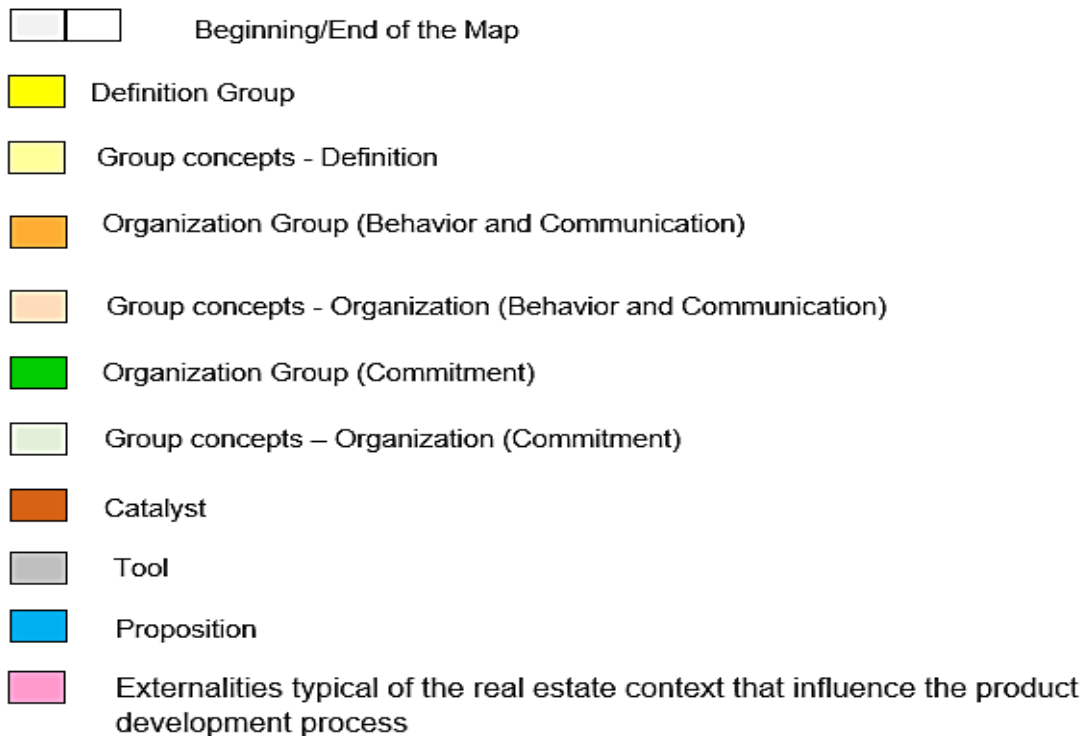 Beginning/End of the Map
Definition Group
Group concepts - Definition
Organization Group (Behavior and Communication)
Group concepts - Organization (Behavior and Communication)
Organization Group (Commitment)
Group concepts – Organization (Commitment)
Catalyst
Tool
Proposition
Externalities typical of the real estate context that influence the product
development process